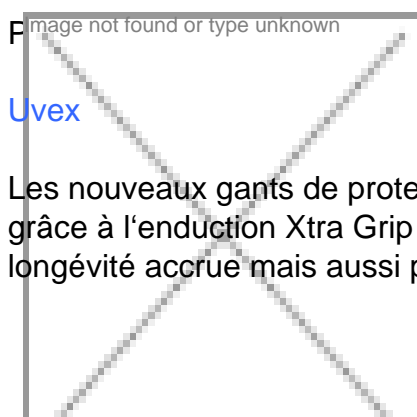 P
Image not found or type unknown
Uvex
Les nouveaux gants de prote
grâce à l‘enduction Xtra Grip
longévité accrue mais aussi p